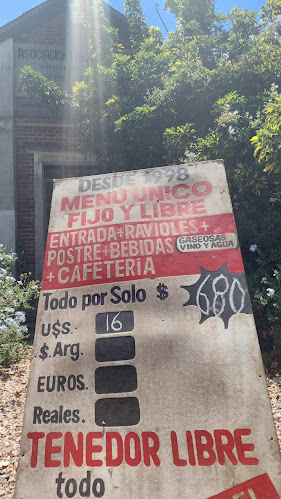 ASOCIACION
DESDE 1998
MENU UNICO
FIJO Y LIBRE
ENTRADA+RAVIOLES+
POSTRE+BEBIDAS GASEOSAS VINO Y AGUA
+ CAFETERÍA
Todo por Solo $ $680
U$S. 16
$.Arg.
EUROS.
Reales.
TENEDOR LIBRE
todo